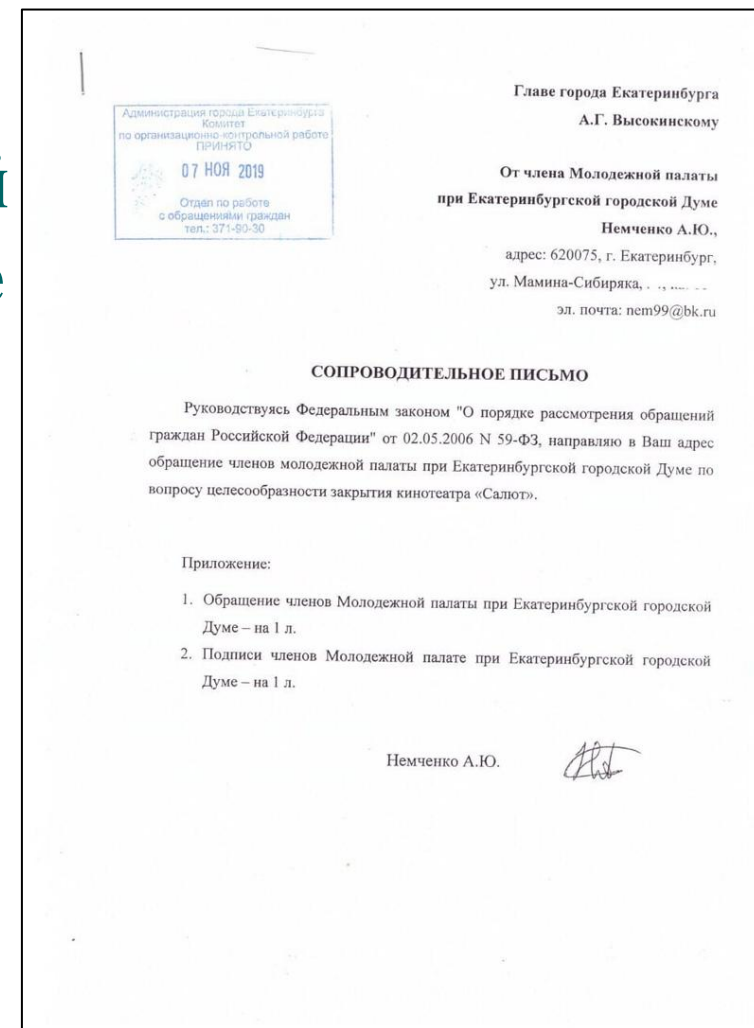 й
е
Администрация города Екатеринбурга
Комитет
по организационно-контрольной работе
ПРИНЯТО
07 НОЯ 2019
Отдел по работе
с обращениями граждан
тел.: 371-90-30
Главе города Екатеринбурга
А.Г. Высокинскому
От члена Молодежной палаты
при Екатеринбургской городской Думе
Немченко А.Ю.,
адрес: 620075, г. Екатеринбург,
ул. Мамина-Сибиряка,
эл. почта: nem99@bk.ru
СОПРОВОДИТЕЛЬНОЕ ПИСЬМО
Руководствуясь Федеральным законом "О порядке рассмотрения обращений
граждан Российской Федерации" от 02.05.2006 N 59-ФЗ, направляю в Ваш адрес
обращение членов молодежной палаты при Екатеринбургской городской Думе по
вопросу целесообразности закрытия кинотеатра «Салют».
Приложение:
1. Обращение членов Молодежной палаты при Екатеринбургской городской
Думе – на 1 л.
2. Подписи членов Молодежной палате при Екатеринбургской городской
Думе – на 1 л.
Немченко А.Ю.